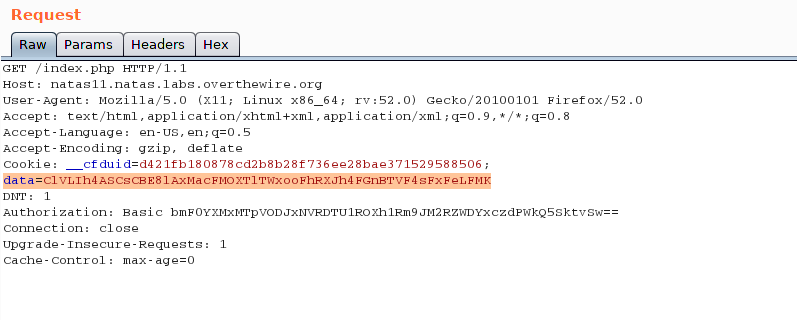 Request
Raw Params Headers Hex
GET /index.php HTTP/1.1
Host: natas11.natas.labs.overthewire.org
User-Agent: Mozilla/5.0 (X11; Linux x86_64; rv:52.0) Gecko/20100101 Firefox/52.0
Accept: text/html,application/xhtml+xml,application/xml;q=0.9,*/*;q=0.8
Accept-Language: en-US,en;q=0.5
Accept-Encoding: gzip, deflate
Cookie: __cfduid=d421fb180878cd2b8b28f736ee28bae371529588506;
data=ClVLIh4ASCsCBE8lAxMacFMOXTlTWxooFhRXJh4FGnBTVF4sFxFeLFMK
DNT: 1
Authorization: Basic bmF0YXMxMTpVODJxNVRDTU1ROXh1Rm9JM2RZWDYxczdPWkQ5SktvSw==
Connection: close
Upgrade-Insecure-Requests: 1
Cache-Control: max-age=0